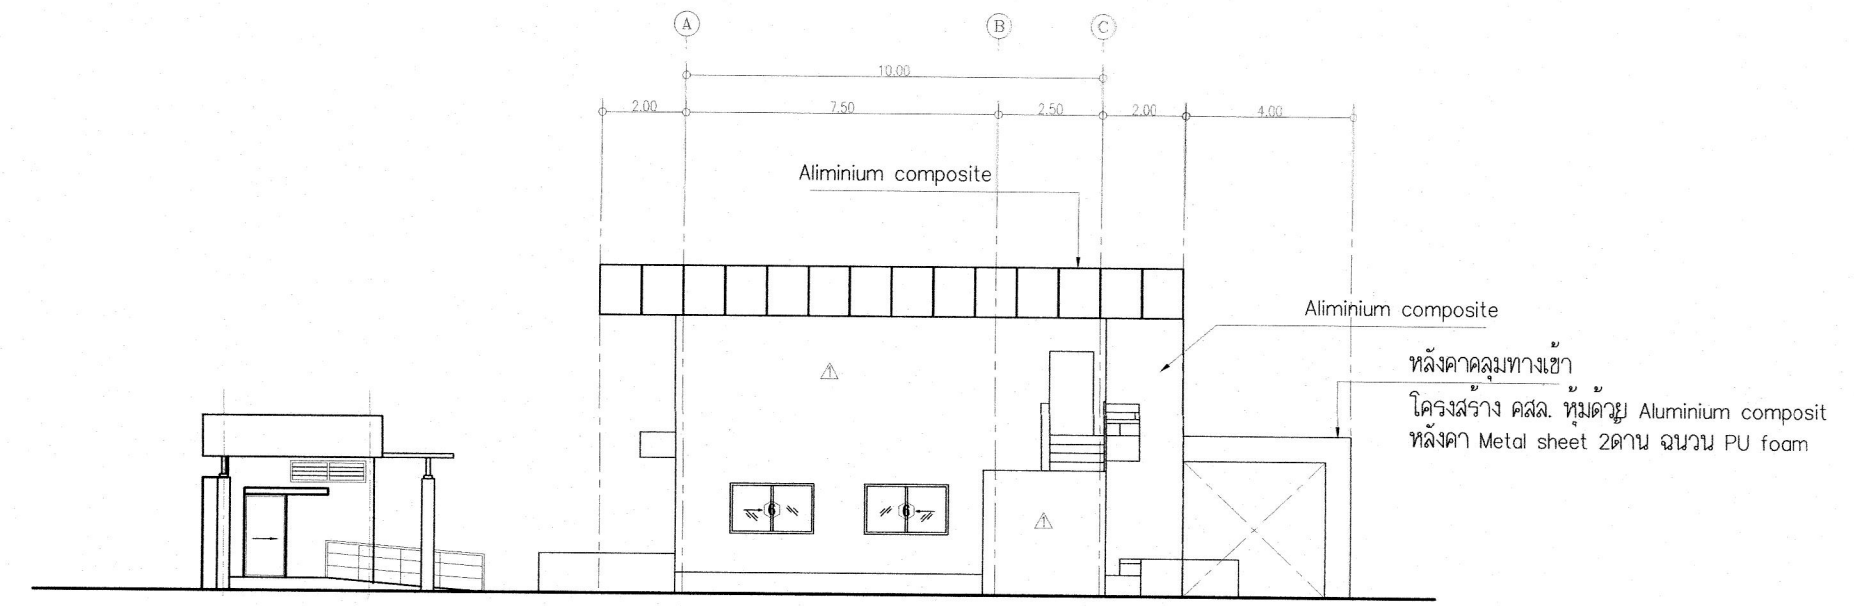 A B C
10.00
2.00 7.50 2.50 2.00 4.00
Aliminium composite
Aliminium composite
หลังคาคลุมทางเข้า
โครงสร้าง คสล. หุ้มด้วย Aluminium composit
หลังคา Metal sheet 2ด้าน ฉนวน PU foam
1
6 6
1